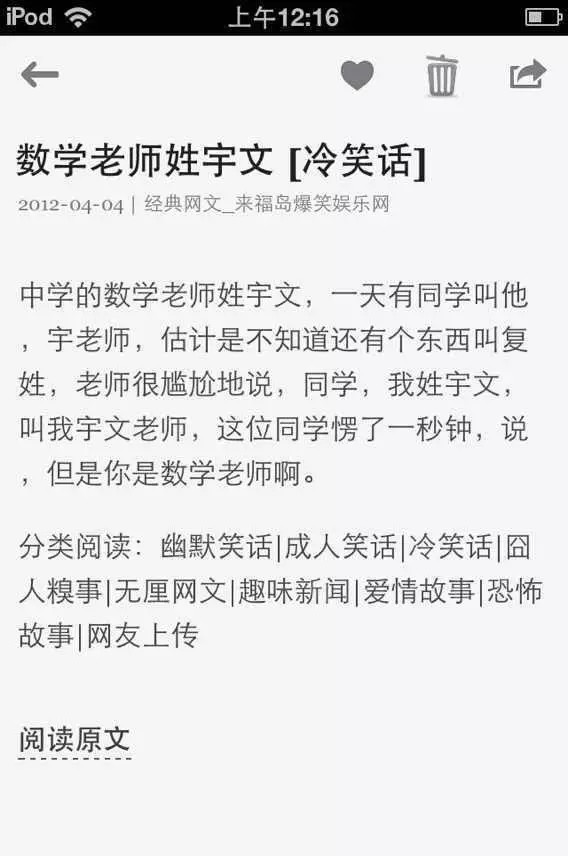 iPod 上午12:16
数学老师姓宇文 [冷笑话]
2012-04-04 | 经典网文_来福岛爆笑娱乐网
中学的数学老师姓宇文，一天有同学叫他
，宇老师，估计是不知道还有个东西叫复
姓，老师很尴尬地说，同学，我姓宇文，
叫我宇文老师，这位同学愣了一秒钟，说
，但是你是数学老师啊。
分类阅读：幽默笑话|成人笑话|冷笑话|囧
人糗事|无厘网文|趣味新闻|爱情故事|恐怖
故事|网友上传
阅读原文